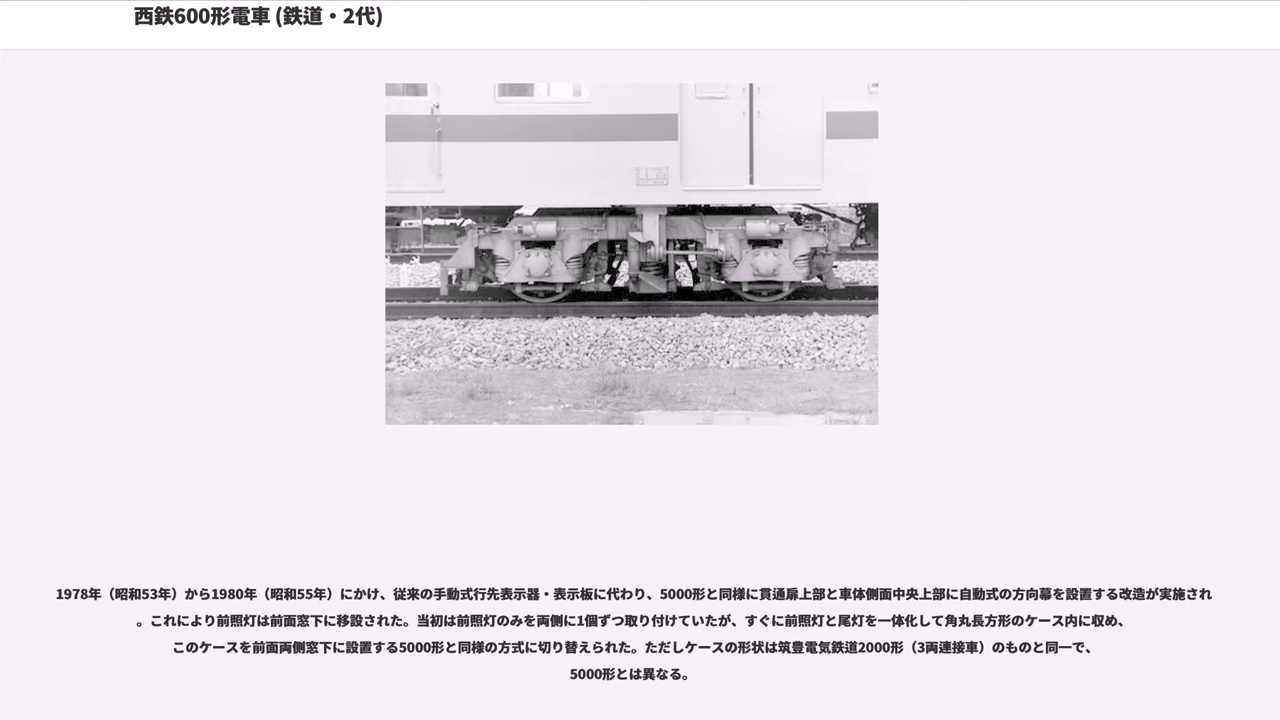 西鉄600形電車 (鉄道・2代)
1978年（昭和53年）から1980年（昭和55年）にかけ、従来の手動式行先表示器・表示板に代わり、5000形と同様に貫通扉上部と車体側面中央上部に自動式の方向幕を設置する改造が実施され
。これにより前照灯は前面窓下に移設された。当初は前照灯のみを両側に1個ずつ取り付けていたが、すぐに前照灯と尾灯を一体化して角丸長方形のケース内に収め、
このケースを前面両側窓下に設置する5000形と同様の方式に切り替えられた。ただしケースの形状は筑豊電気鉄道2000形（3両連接車）のものと同一で、
5000形とは異なる。